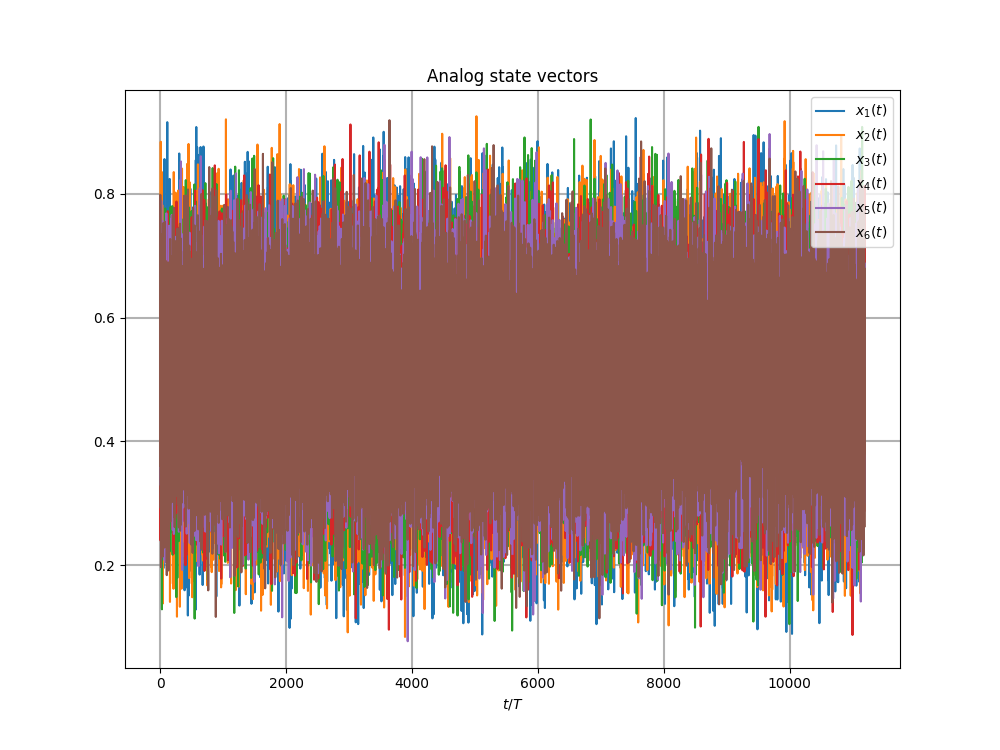 Analog state vectors
x₁(t)
x₂(t)
x₃(t)
x₄(t)
x₅(t)
x₆(t)
0.8
0.6
0.4
0.2
0 2000 4000 6000 8000 10000
t/T